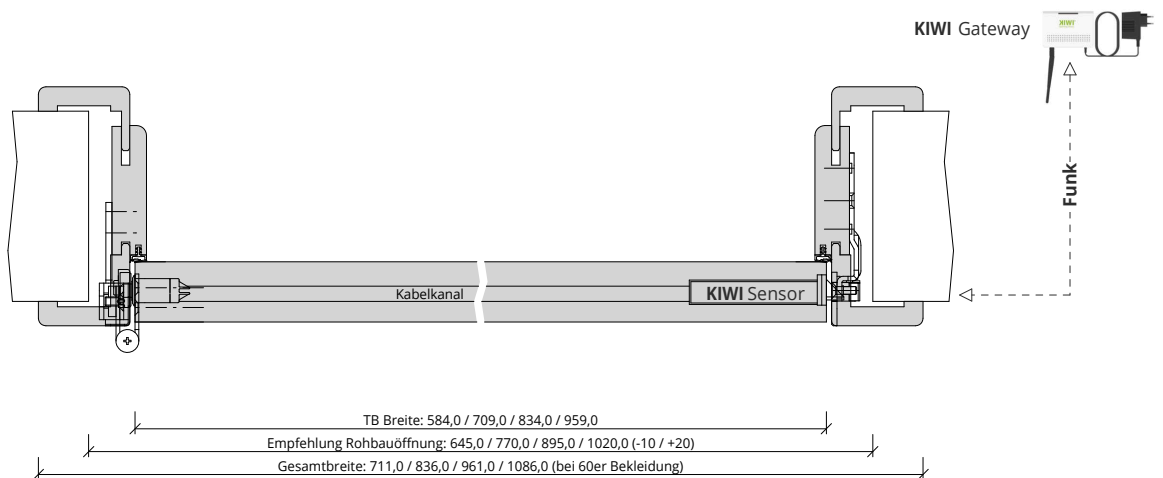 KIWI Gateway
KIWI
Funk
Kabelkanal
KIWI Sensor
TB Breite: 584,0 / 709,0 / 834,0 / 959,0
Empfehlung Rohbauöffnung: 645,0 / 770,0 / 895,0 / 1020,0 (-10 / +20)
Gesamtbreite: 711,0 / 836,0 / 961,0 / 1086,0 (bei 60er Bekleidung)